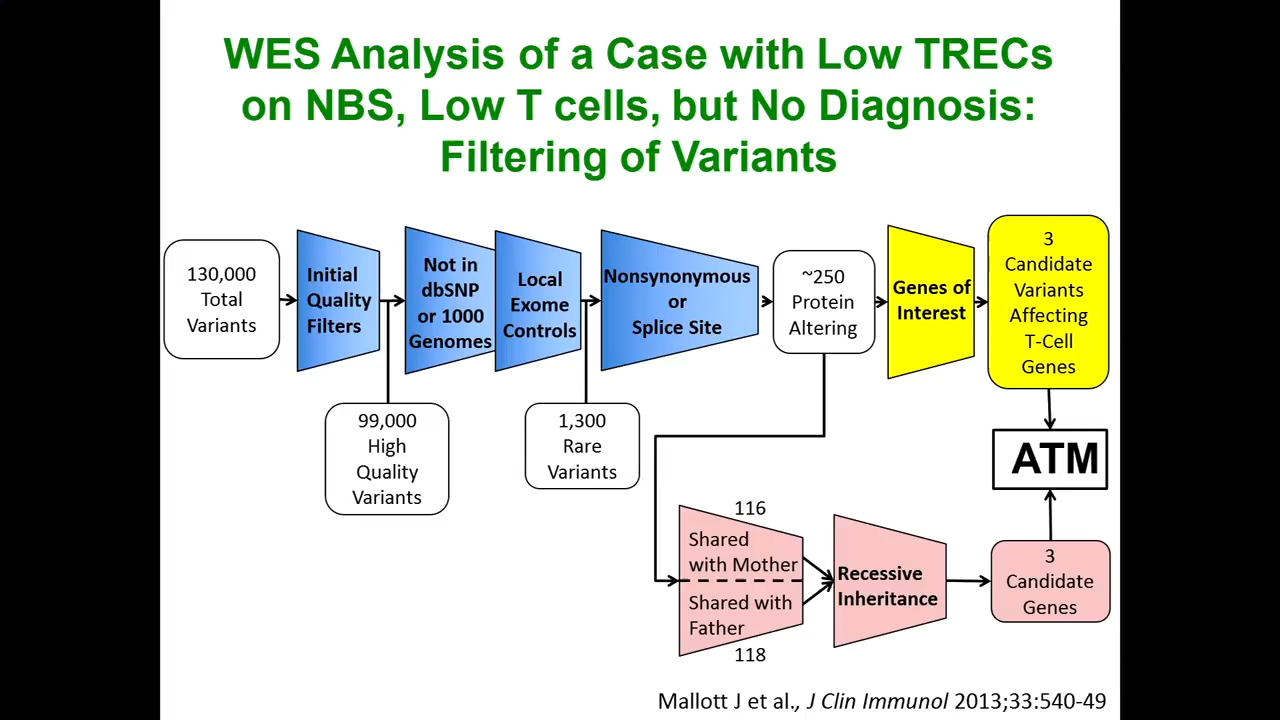 WES Analysis of a Case with Low TRECs
on NBS, Low T cells, but No Diagnosis:
Filtering of Variants
130,000
Total
Variants
Initial
Quality
Filters
99,000
High
Quality
Variants
Not in
dbSNP
or 1000
Genomes
Local
Exome
Controls
1,300
Rare
Variants
Nonsynonymous
or
Splice Site
~250
Protein
Altering
Genes of
Interest
3
Candidate
Variants
Affecting
T-Cell
Genes
ATM
116
Shared
with Mother
Shared with
Father
118
Recessive
Inheritance
3
Candidate
Genes
Mallott J et al., J Clin Immunol 2013;33:540-49